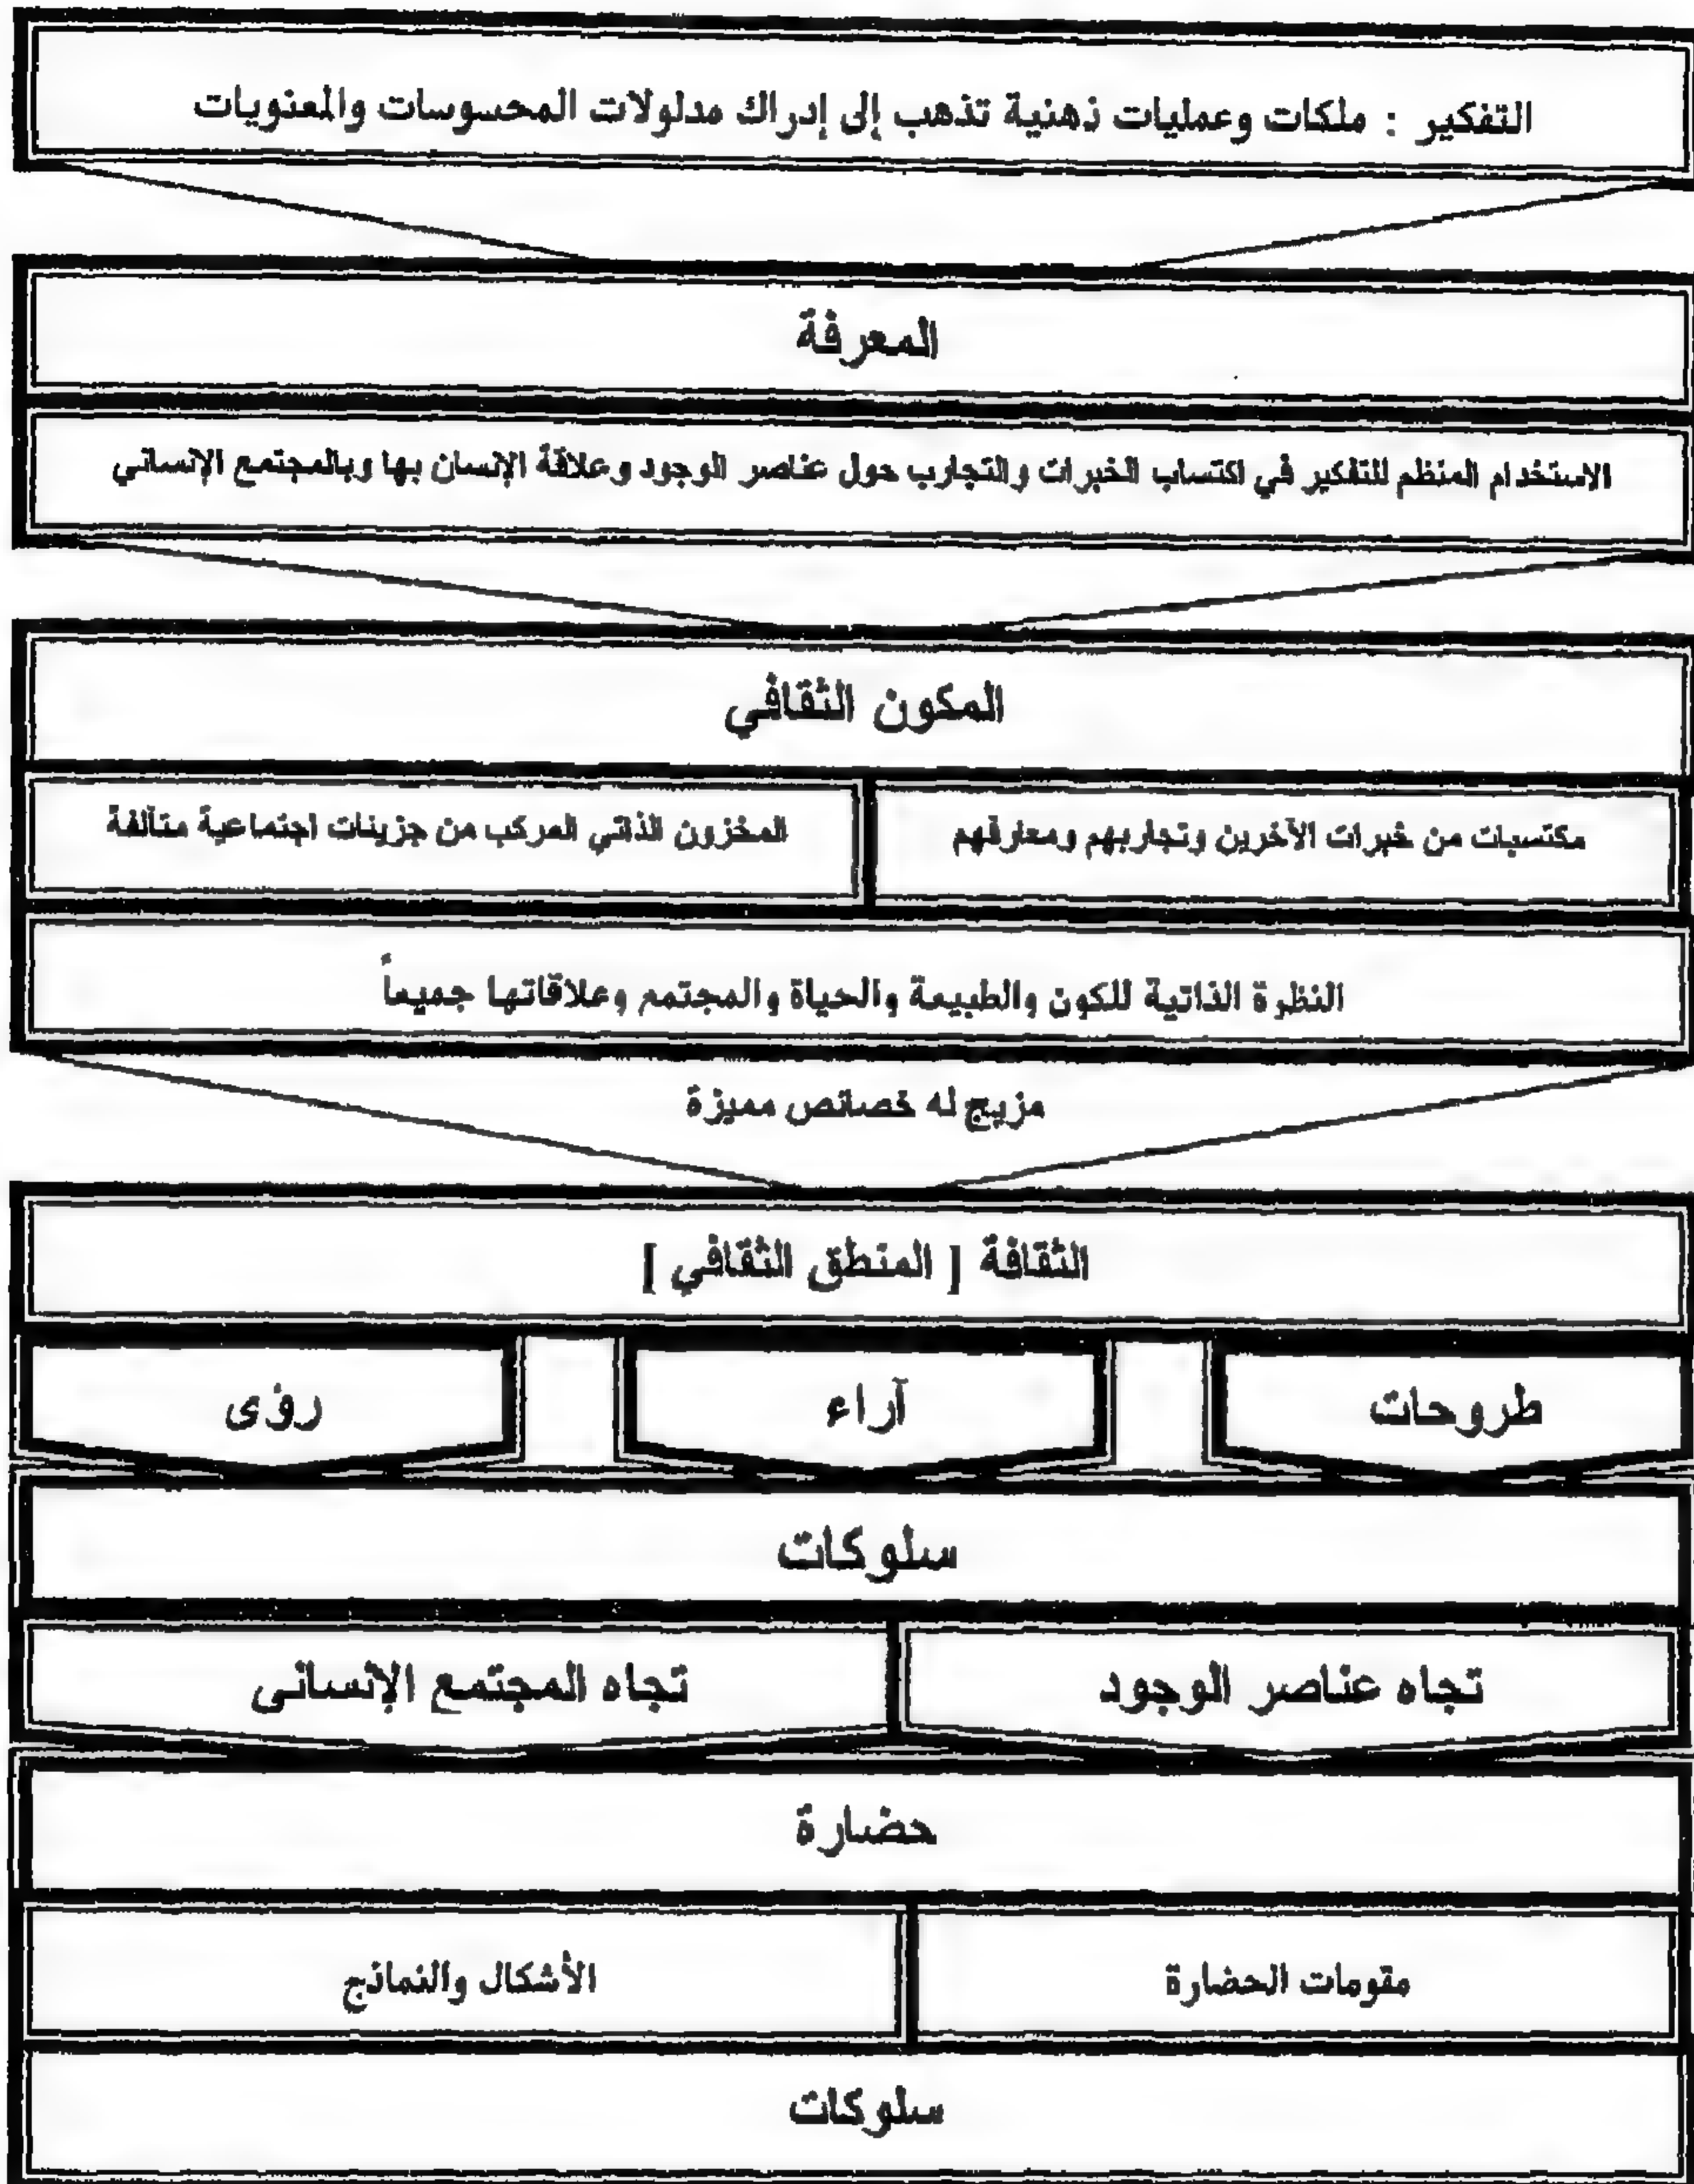 التفكير : ملكات وعمليات ذهنية تذهب إلى إدراك مدلولات المحسوسات والمعنويات
المعرفة
الاستخدام المنظم للتفكير في اكتساب الخبرات والتجارب حول عناصر الوجود وعلاقة الإنسان بها وبالمجتمع الإنساني
المكون الثقافي
مكتسبات من خبرات الآخرين وتجاربهم ومعارفهم
المخزون الذاتي المركب من جزيئات اجتماعية متآلفة
النظرة الذاتية للكون والطبيعة والحياة والمجتمع وعلاقاتها جميعاً
مزيج له خصائص مميزة
الثقافة [ المنطق الثقافي ]
طروحات
آراء
رؤى
سلوكات
تجاه عناصر الوجود
تجاه المجتمع الإنسانى
حضارة
مقومات الحضارة
الأشكال والنماذج
سلوكات